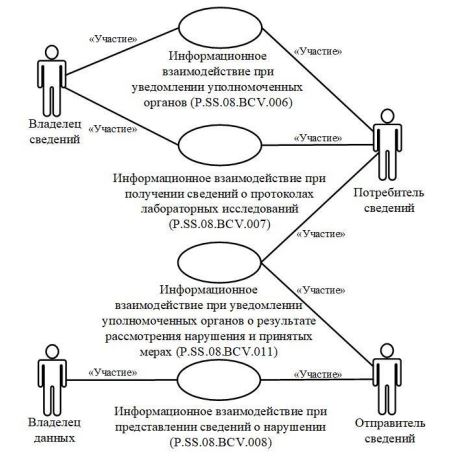 «Участие»
«Участие»
Информационное
взаимодействие при
уведомлении уполномоченных
органов (P.SS.08.BCV.006)
Владелец
сведений
«Участие»
«Участие»
Информационное взаимодействие при
получении сведений о протоколах
лабораторных исследований
(P.SS.08.BCV.007)
Потребитель
сведений
«Участие»
Информационное
взаимодействие при уведомлении
уполномоченных органов о результате
рассмотрения нарушения и принятых
мерах (P.SS.08.BCV.011)
«Участие»
«Участие»
«Участие»
Владелец
данных
Информационное взаимодействие при
представлении сведений о нарушении
(P.SS.08.BCV.008)
Отправитель
сведений